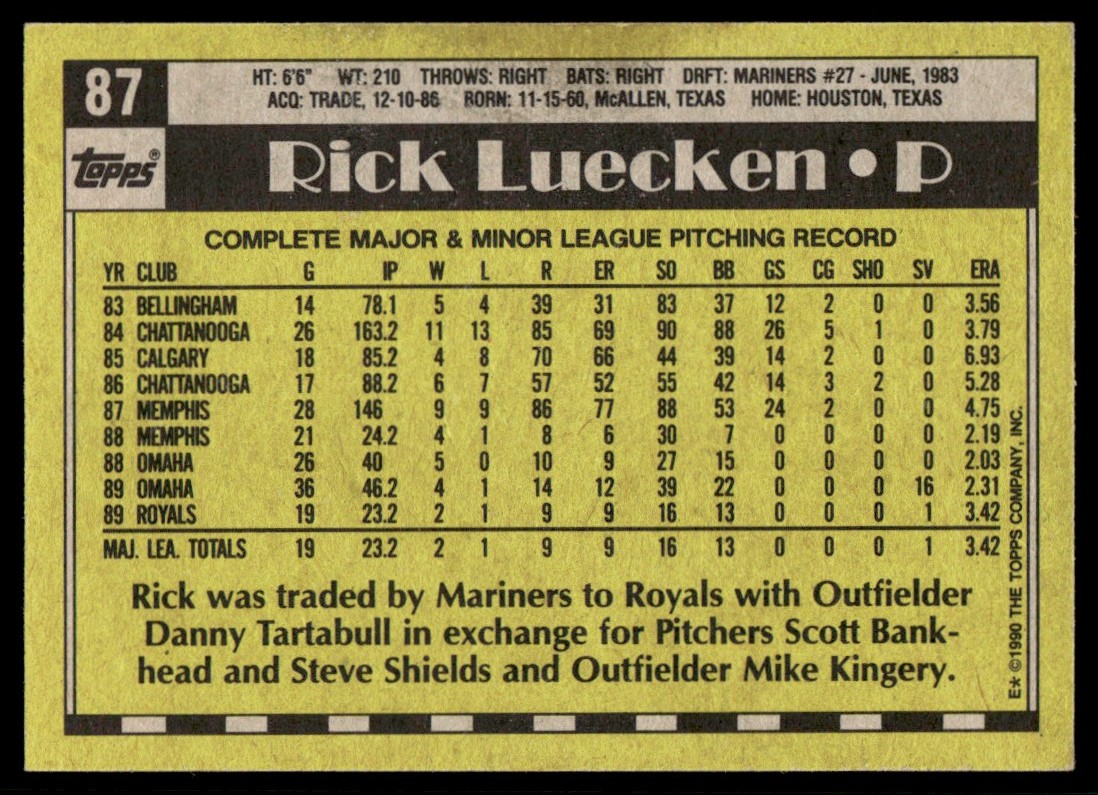 87
HT: 6'6" WT: 210 THROWS: RIGHT BATS: RIGHT DRFT: MARINERS #27 - JUNE, 1983
ACQ: TRADE, 12-10-86 BORN: 11-15-60, McALLEN, TEXAS HOME: HOUSTON, TEXAS
TOPPS®
RICK LUECKEN • P
COMPLETE MAJOR & MINOR LEAGUE PITCHING RECORD
YR CLUB G IP W L R ER SO BB GS CG SHO SV ERA
83 BELLINGHAM 14 78.1 5 4 39 31 83 37 12 2 0 0 3.56
84 CHATTANOOGA 26 163.2 11 13 85 69 90 88 26 5 1 0 3.79
85 CALGARY 18 85.2 4 8 70 66 44 39 14 2 0 0 6.93
86 CHATTANOOGA 17 88.2 6 7 57 52 55 42 14 3 2 0 5.28
87 MEMPHIS 28 146 9 9 86 77 88 53 24 2 0 0 4.75
88 MEMPHIS 21 24.2 4 1 8 6 30 7 0 0 0 0 2.19
88 OMAHA 26 40 5 0 10 9 27 15 0 0 0 0 2.03
89 OMAHA 36 46.2 4 1 14 12 39 22 0 0 0 16 2.31
89 ROYALS 19 23.2 2 1 9 9 16 13 0 0 0 1 3.42
MAJ. LEA. TOTALS 19 23.2 2 1 9 9 16 13 0 0 0 1 3.42
Rick was traded by Mariners to Royals with Outfielder
Danny Tartabull in exchange for Pitchers Scott Bank-
head and Steve Shields and Outfielder Mike Kingery.
E* ©1990 THE TOPPS COMPANY, INC.